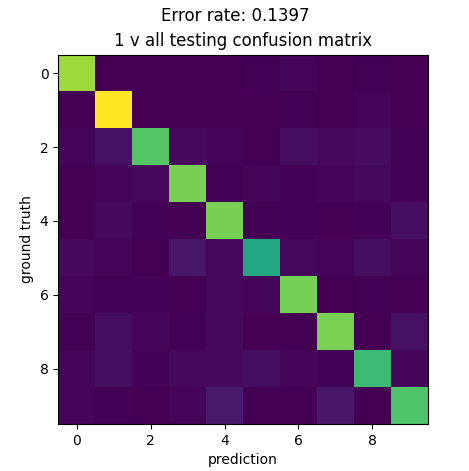 Error rate: 0.1397
1 v all testing confusion matrix
0
2
4
6
8
ground truth
0 2 4 6 8
prediction